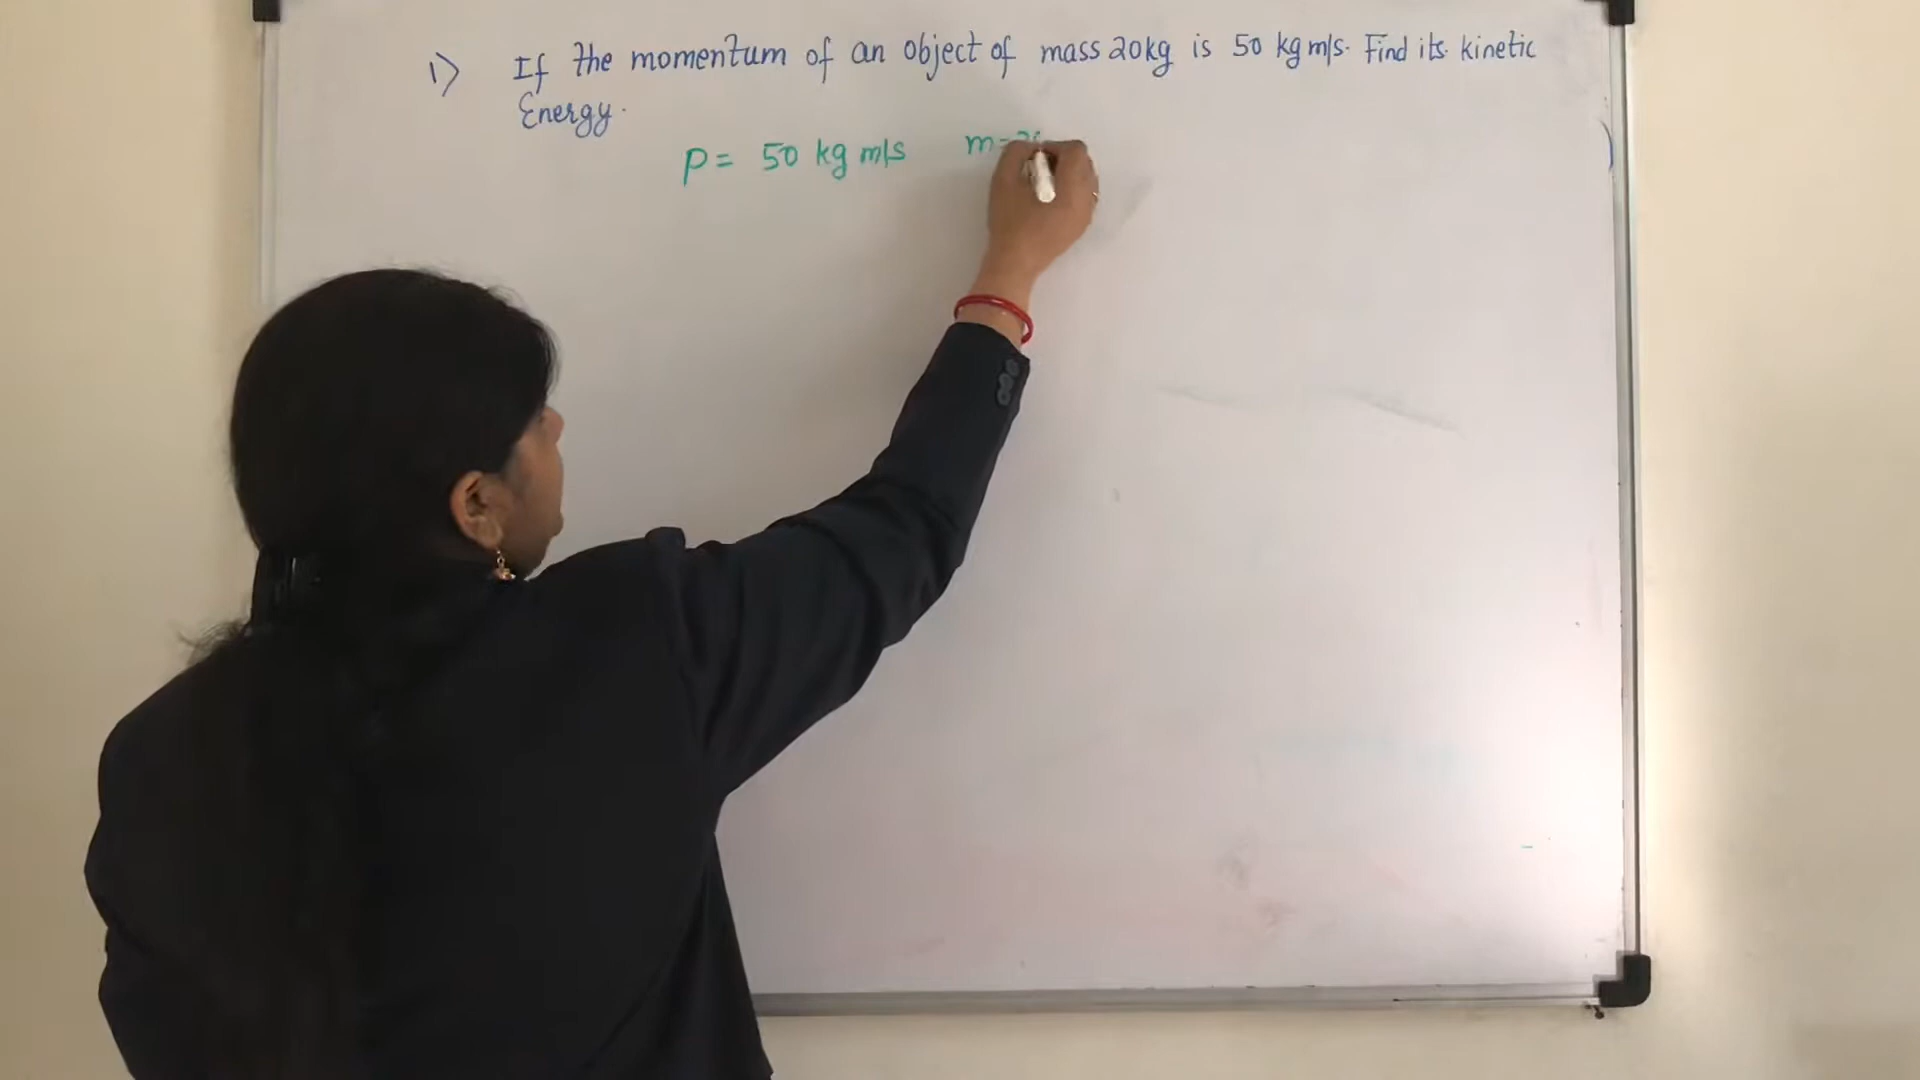 1) If the momentum of an object of mass 20kg is 50 kg m/s. Find its kinetic
Energy.
p = 50 kg m/s m=